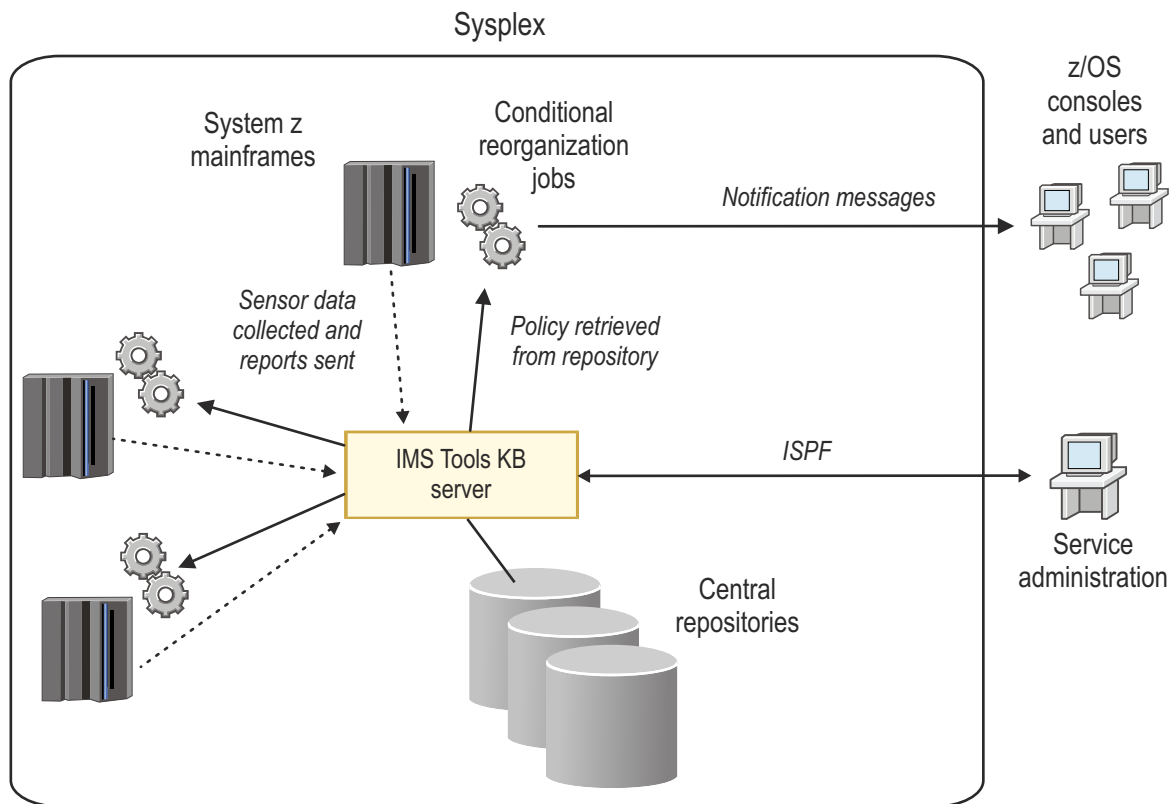 Sysplex
z/OS
consoles
and users
System z
mainframes
Conditional
reorganization
jobs
Notification messages
Sensor data
collected and
reports sent
Policy retrieved
from repository
IMS Tools KB
server
ISPF
Service
administration
Central
repositories